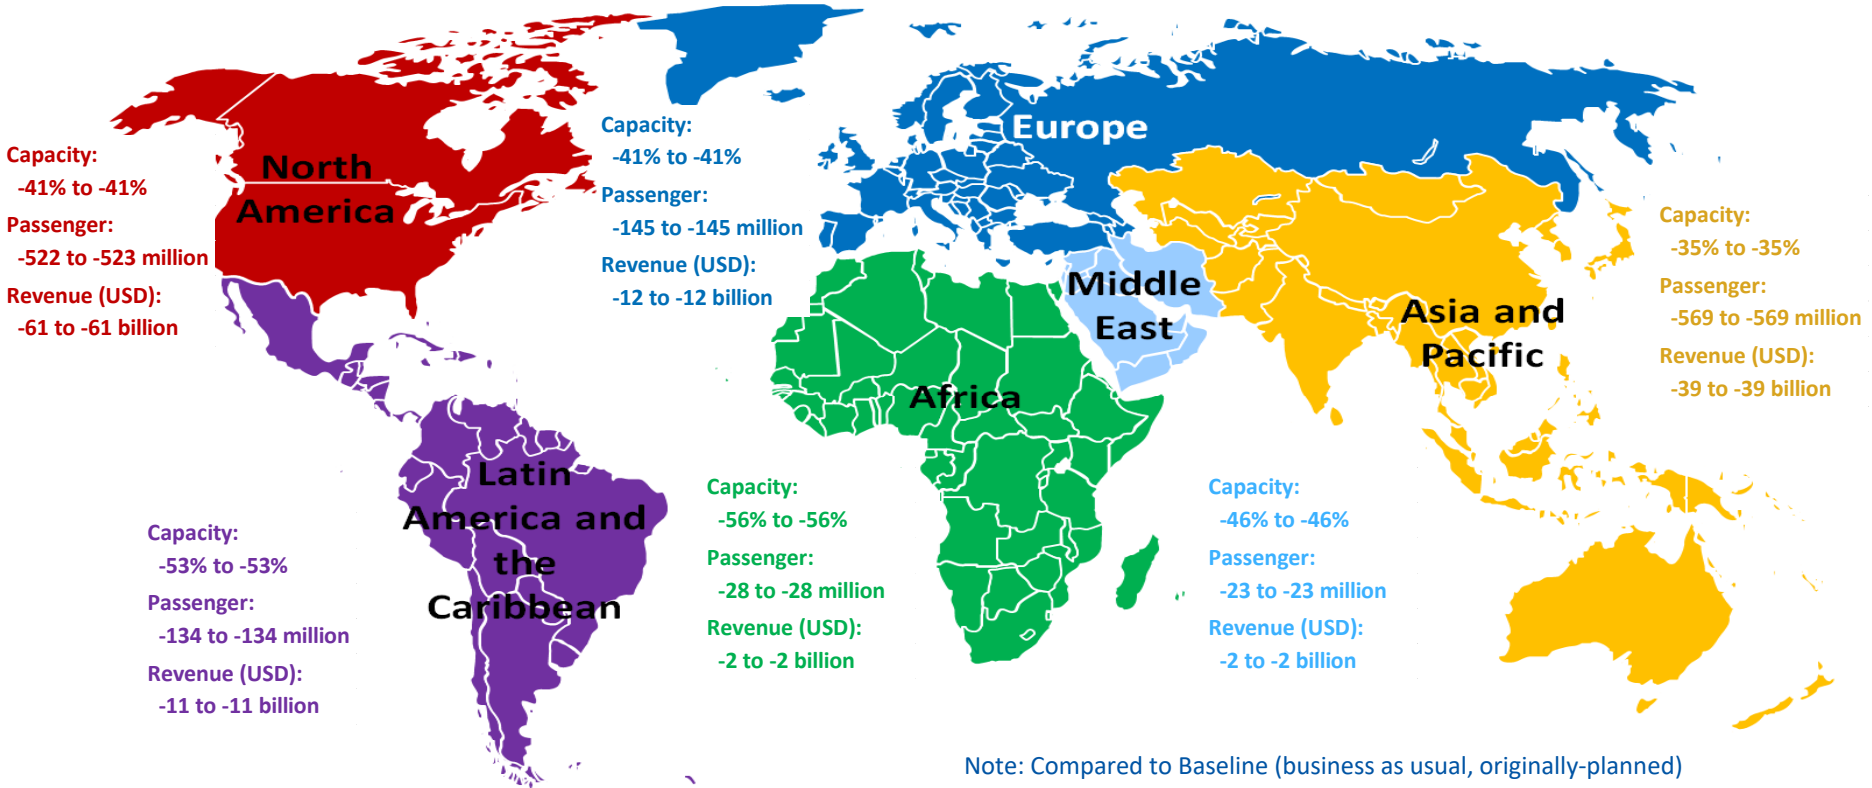 North
America
Capacity:
-41% to -41%
Passenger:
-522 to -523 million
Revenue (USD):
-61 to -61 billion
Europe
Capacity:
-41% to -41%
Passenger:
-145 to -145 million
Revenue (USD):
-12 to -12 billion
Middle
East
Asia and
Pacific
Capacity:
-35% to -35%
Passenger:
-569 to -569 million
Revenue (USD):
-39 to -39 billion
Latin
America and
the
Caribbean
Capacity:
-53% to -53%
Passenger:
-134 to -134 million
Revenue (USD):
-11 to -11 billion
Africa
Capacity:
-56% to -56%
Passenger:
-28 to -28 million
Revenue (USD):
-2 to -2 billion
Capacity:
-46% to -46%
Passenger:
-23 to -23 million
Revenue (USD):
-2 to -2 billion
Note: Compared to Baseline (business as usual, originally-planned)